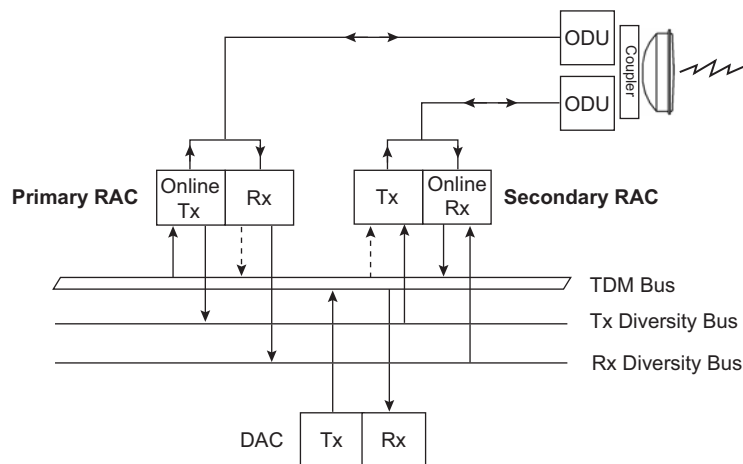 ODU
Coupler
ODU
Primary RAC
Online
Tx
Rx
Tx
Online
Rx
Secondary RAC
TDM Bus
Tx Diversity Bus
Rx Diversity Bus
DAC
Tx
Rx